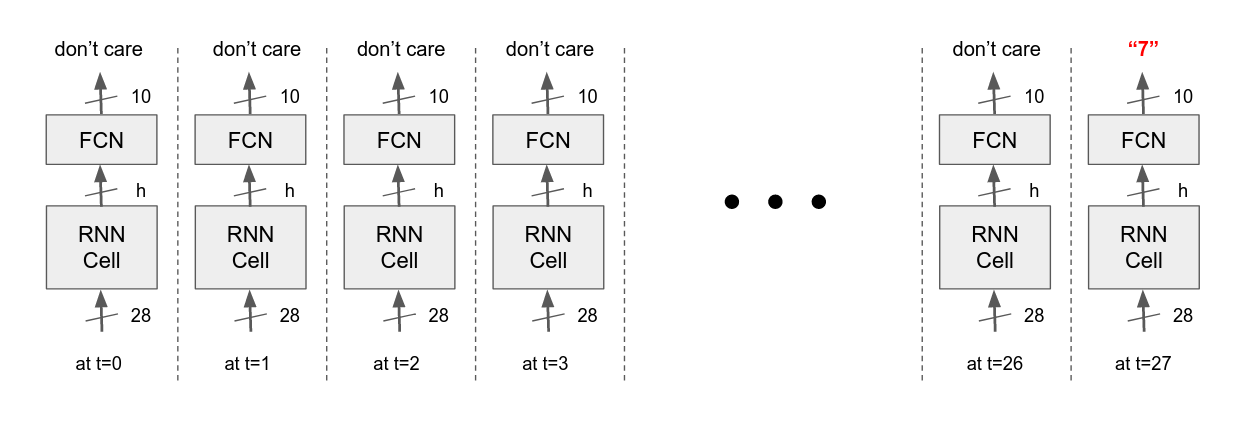 don't care don't care don't care don't care don't care “7”
10 10 10 10 10 10
FCN FCN FCN FCN FCN FCN
h h h h h h
RNN RNN RNN RNN RNN RNN
Cell Cell Cell Cell Cell Cell
28 28 28 28 28 28
at t=0 at t=1 at t=2 at t=3 at t=26 at t=27